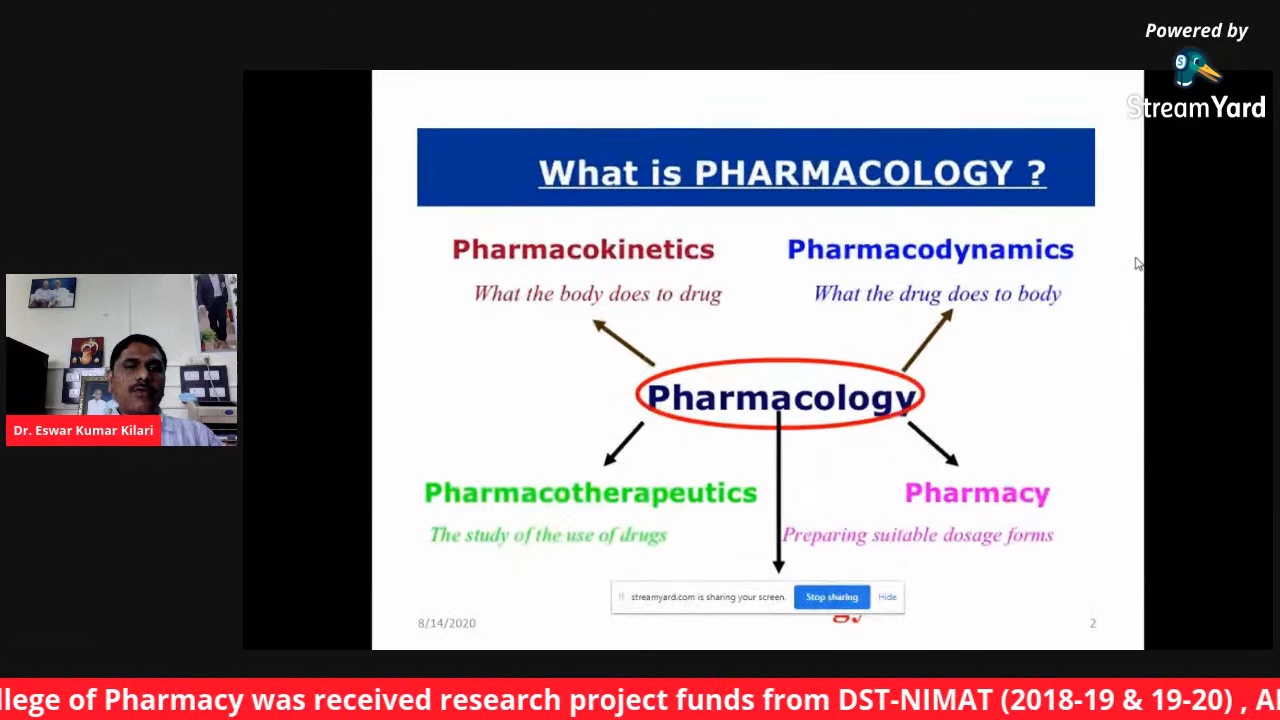 Powered by
StreamYard
What is PHARMACOLOGY ?
Pharmacokinetics
Pharmacodynamics
What the body does to drug
What the drug does to body
Pharmacology
Dr. Eswar Kumar Kilari
Pharmacotherapeutics
Pharmacy
The study of the use of drugs
Preparing suitable dosage forms
streamyard.com is sharing your screen.
Stop sharing
Hide
8/14/2020
2
College of Pharmacy was received research project funds from DST-NIMAT (2018-19 & 19-20) ,